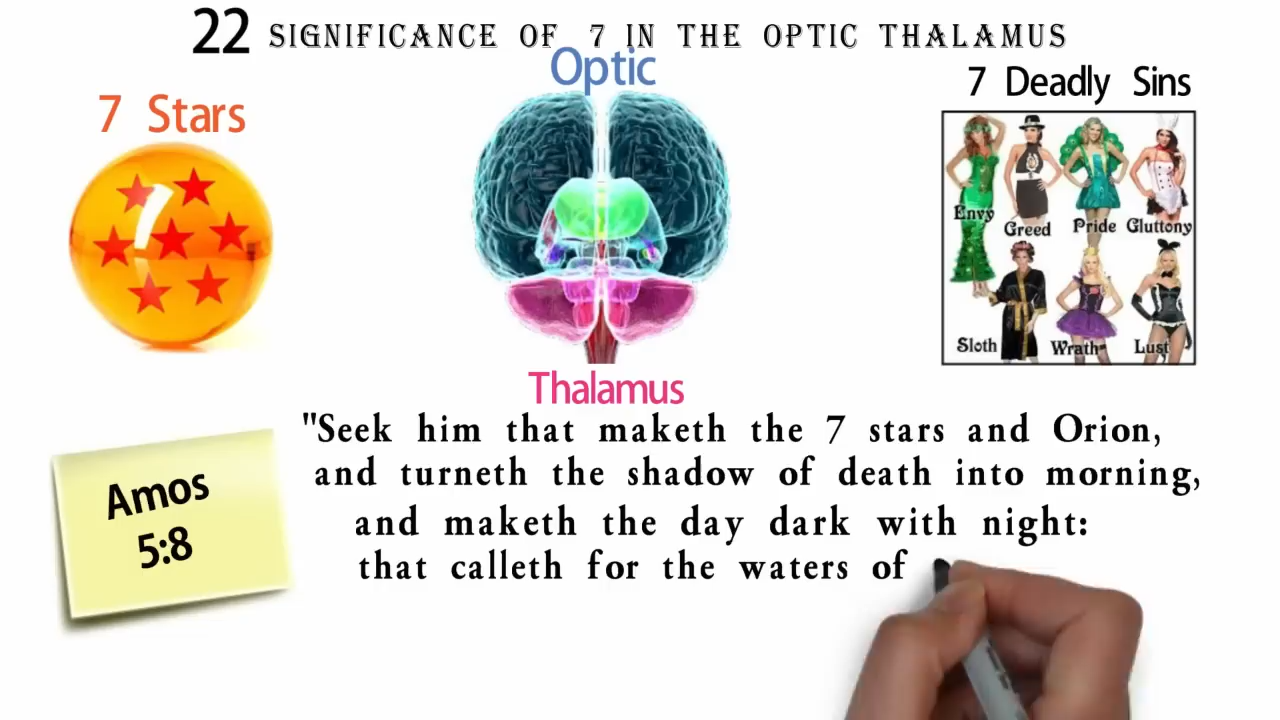 22 SIGNIFICANCE OF 7 IN THE OPTIC THALAMUS
Optic
7 Deadly Sins
7 Stars
Envy
Greed
Pride
Gluttony
Sloth
Wrath
Lust
Thalamus
"Seek him that maketh the 7 stars and Orion,
and turneth the shadow of death into morning,
and maketh the day dark with night:
that calleth for the waters of
Amos
5:8